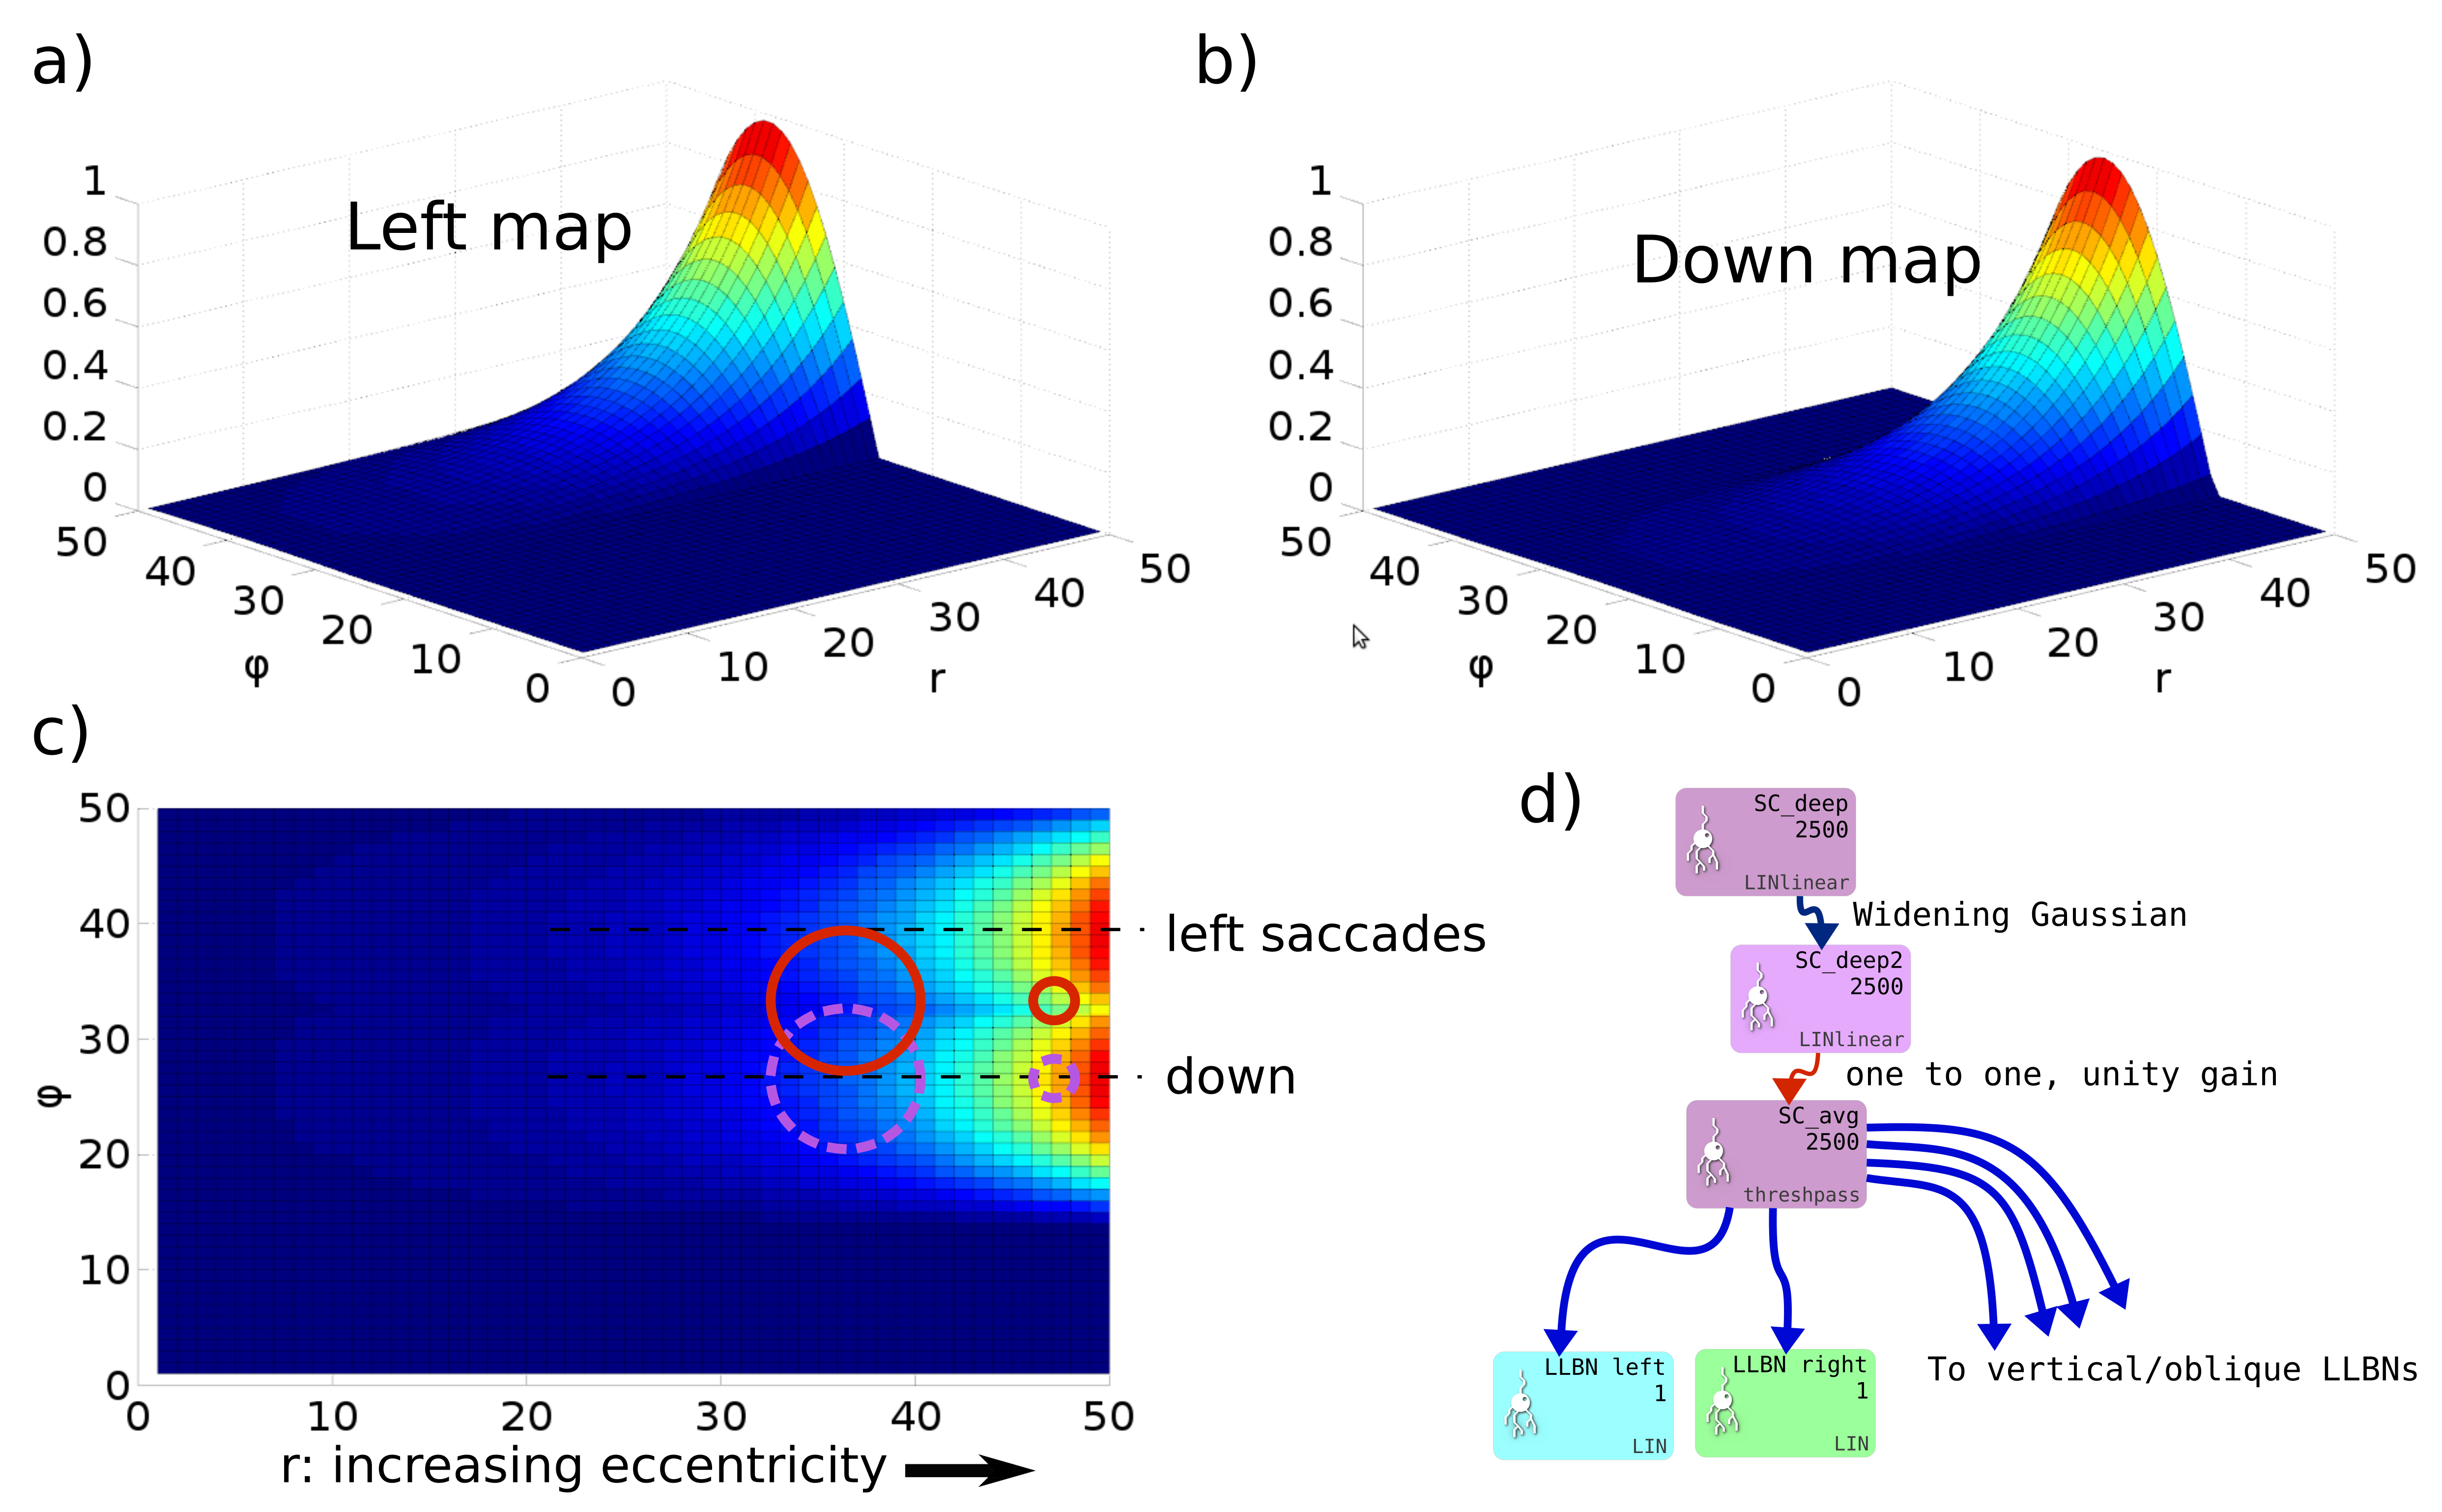 a)
Left map
1
0.8
0.6
0.4
0.2
0
50
40
30
20
10
0
φ
0
10
20
30
40
50
r
b)
Down map
1
0.8
0.6
0.4
0.2
0
50
40
30
20
10
0
φ
0
10
20
30
40
50
r
c)
50
40
30
20
10
0
φ
0
10
20
30
40
50
r: increasing eccentricity
left saccades
down
d)
SC_deep
2500
LINlinear
Widening Gaussian
SC_deep2
2500
LINlinear
one to one, unity gain
SC_avg
2500
threshpass
LLBN left
1
LIN
LLBN right
1
LIN
To vertical/oblique LLBNs